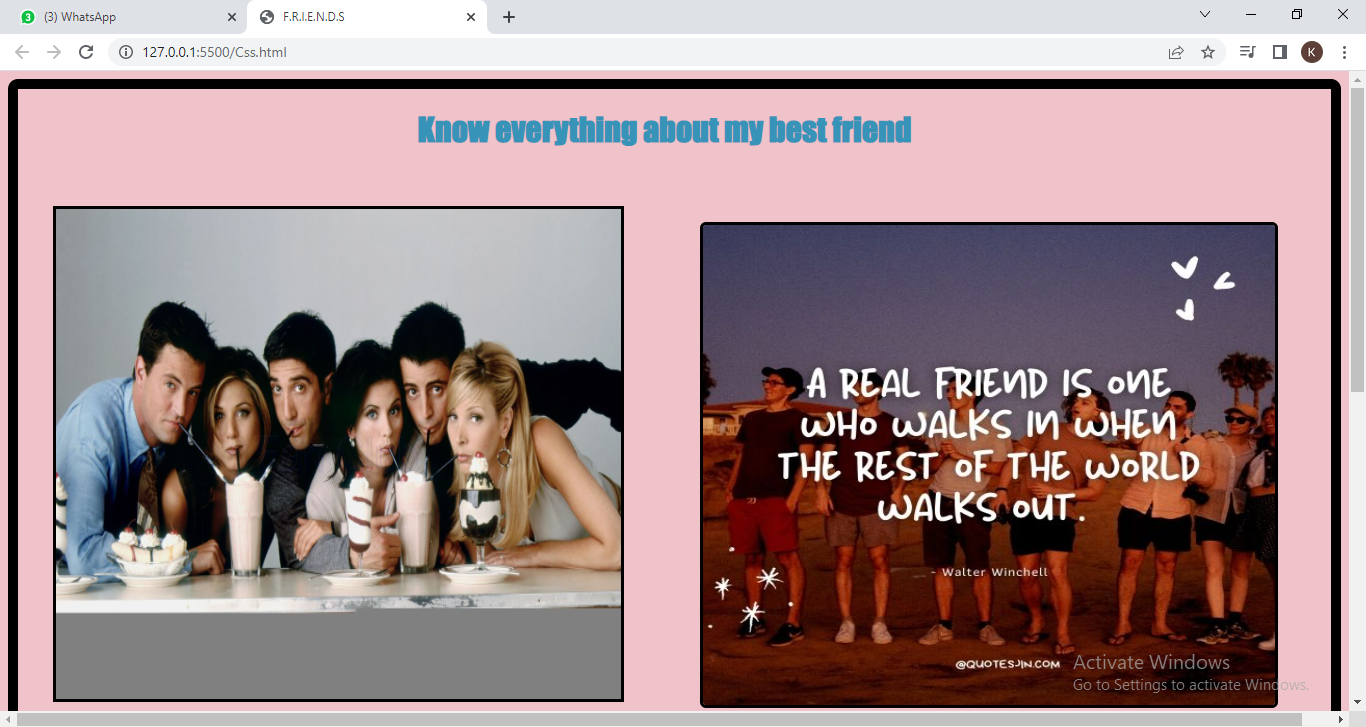 (3) WhatsApp
F.R.I.E.N.D.S
127.0.0.1:5500/Css.html
K
Know everything about my best friend
A REAL FRIEND IS ONE
WHO WALKS IN WHEN
THE REST OF THE WORLD
WALKS OUT.
- Walter Winchell
@QUOTESJIN.COM
Activate Windows
Go to Settings to activate Windows.